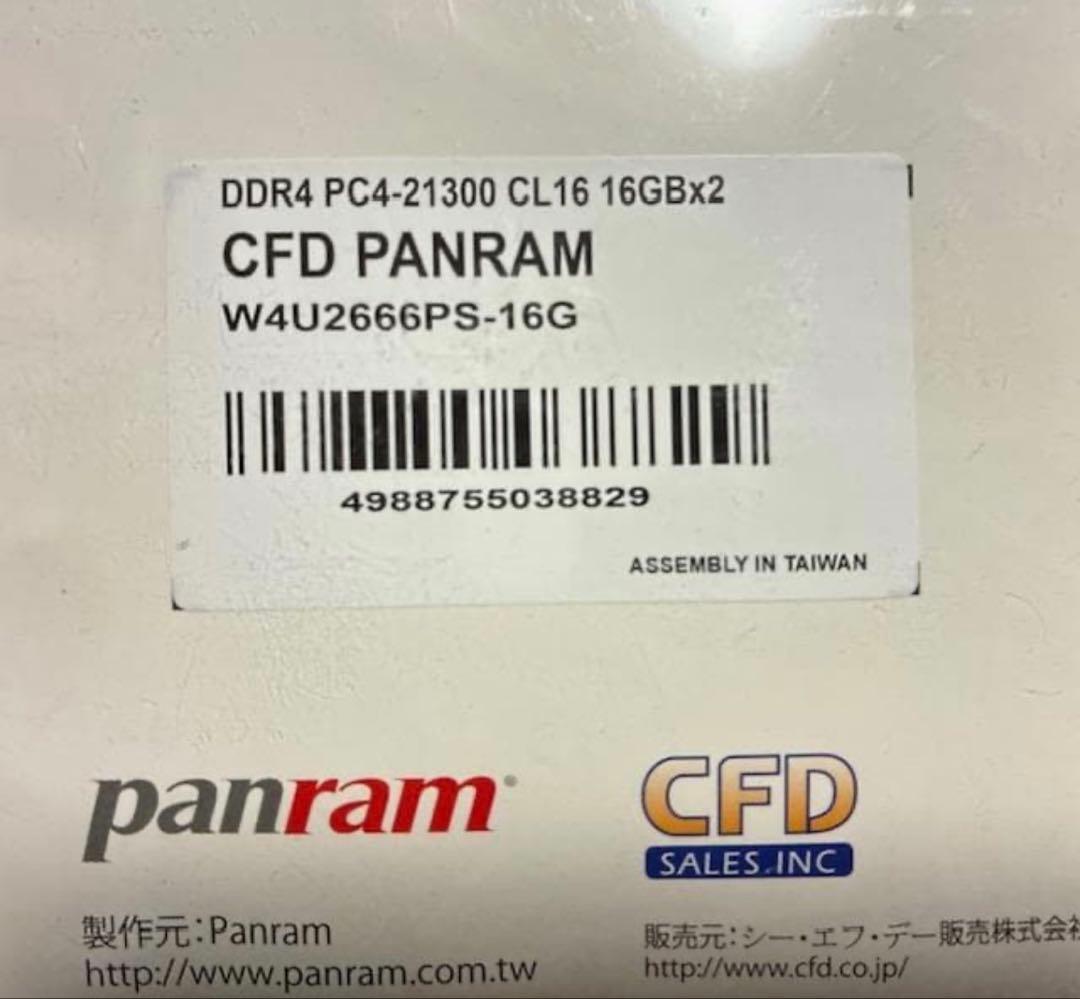 DDR4 PC4-21300 CL16 16GBx2
CFD PANRAM
W4U2666PS-16G
4988755038829
ASSEMBLY IN TAIWAN
panram
CFD
SALES.INC
製作元:Panram
http://www.panram.com.tw
販売元:シー・エフ・デー販売株式会社
http://www.cfd.co.jp/